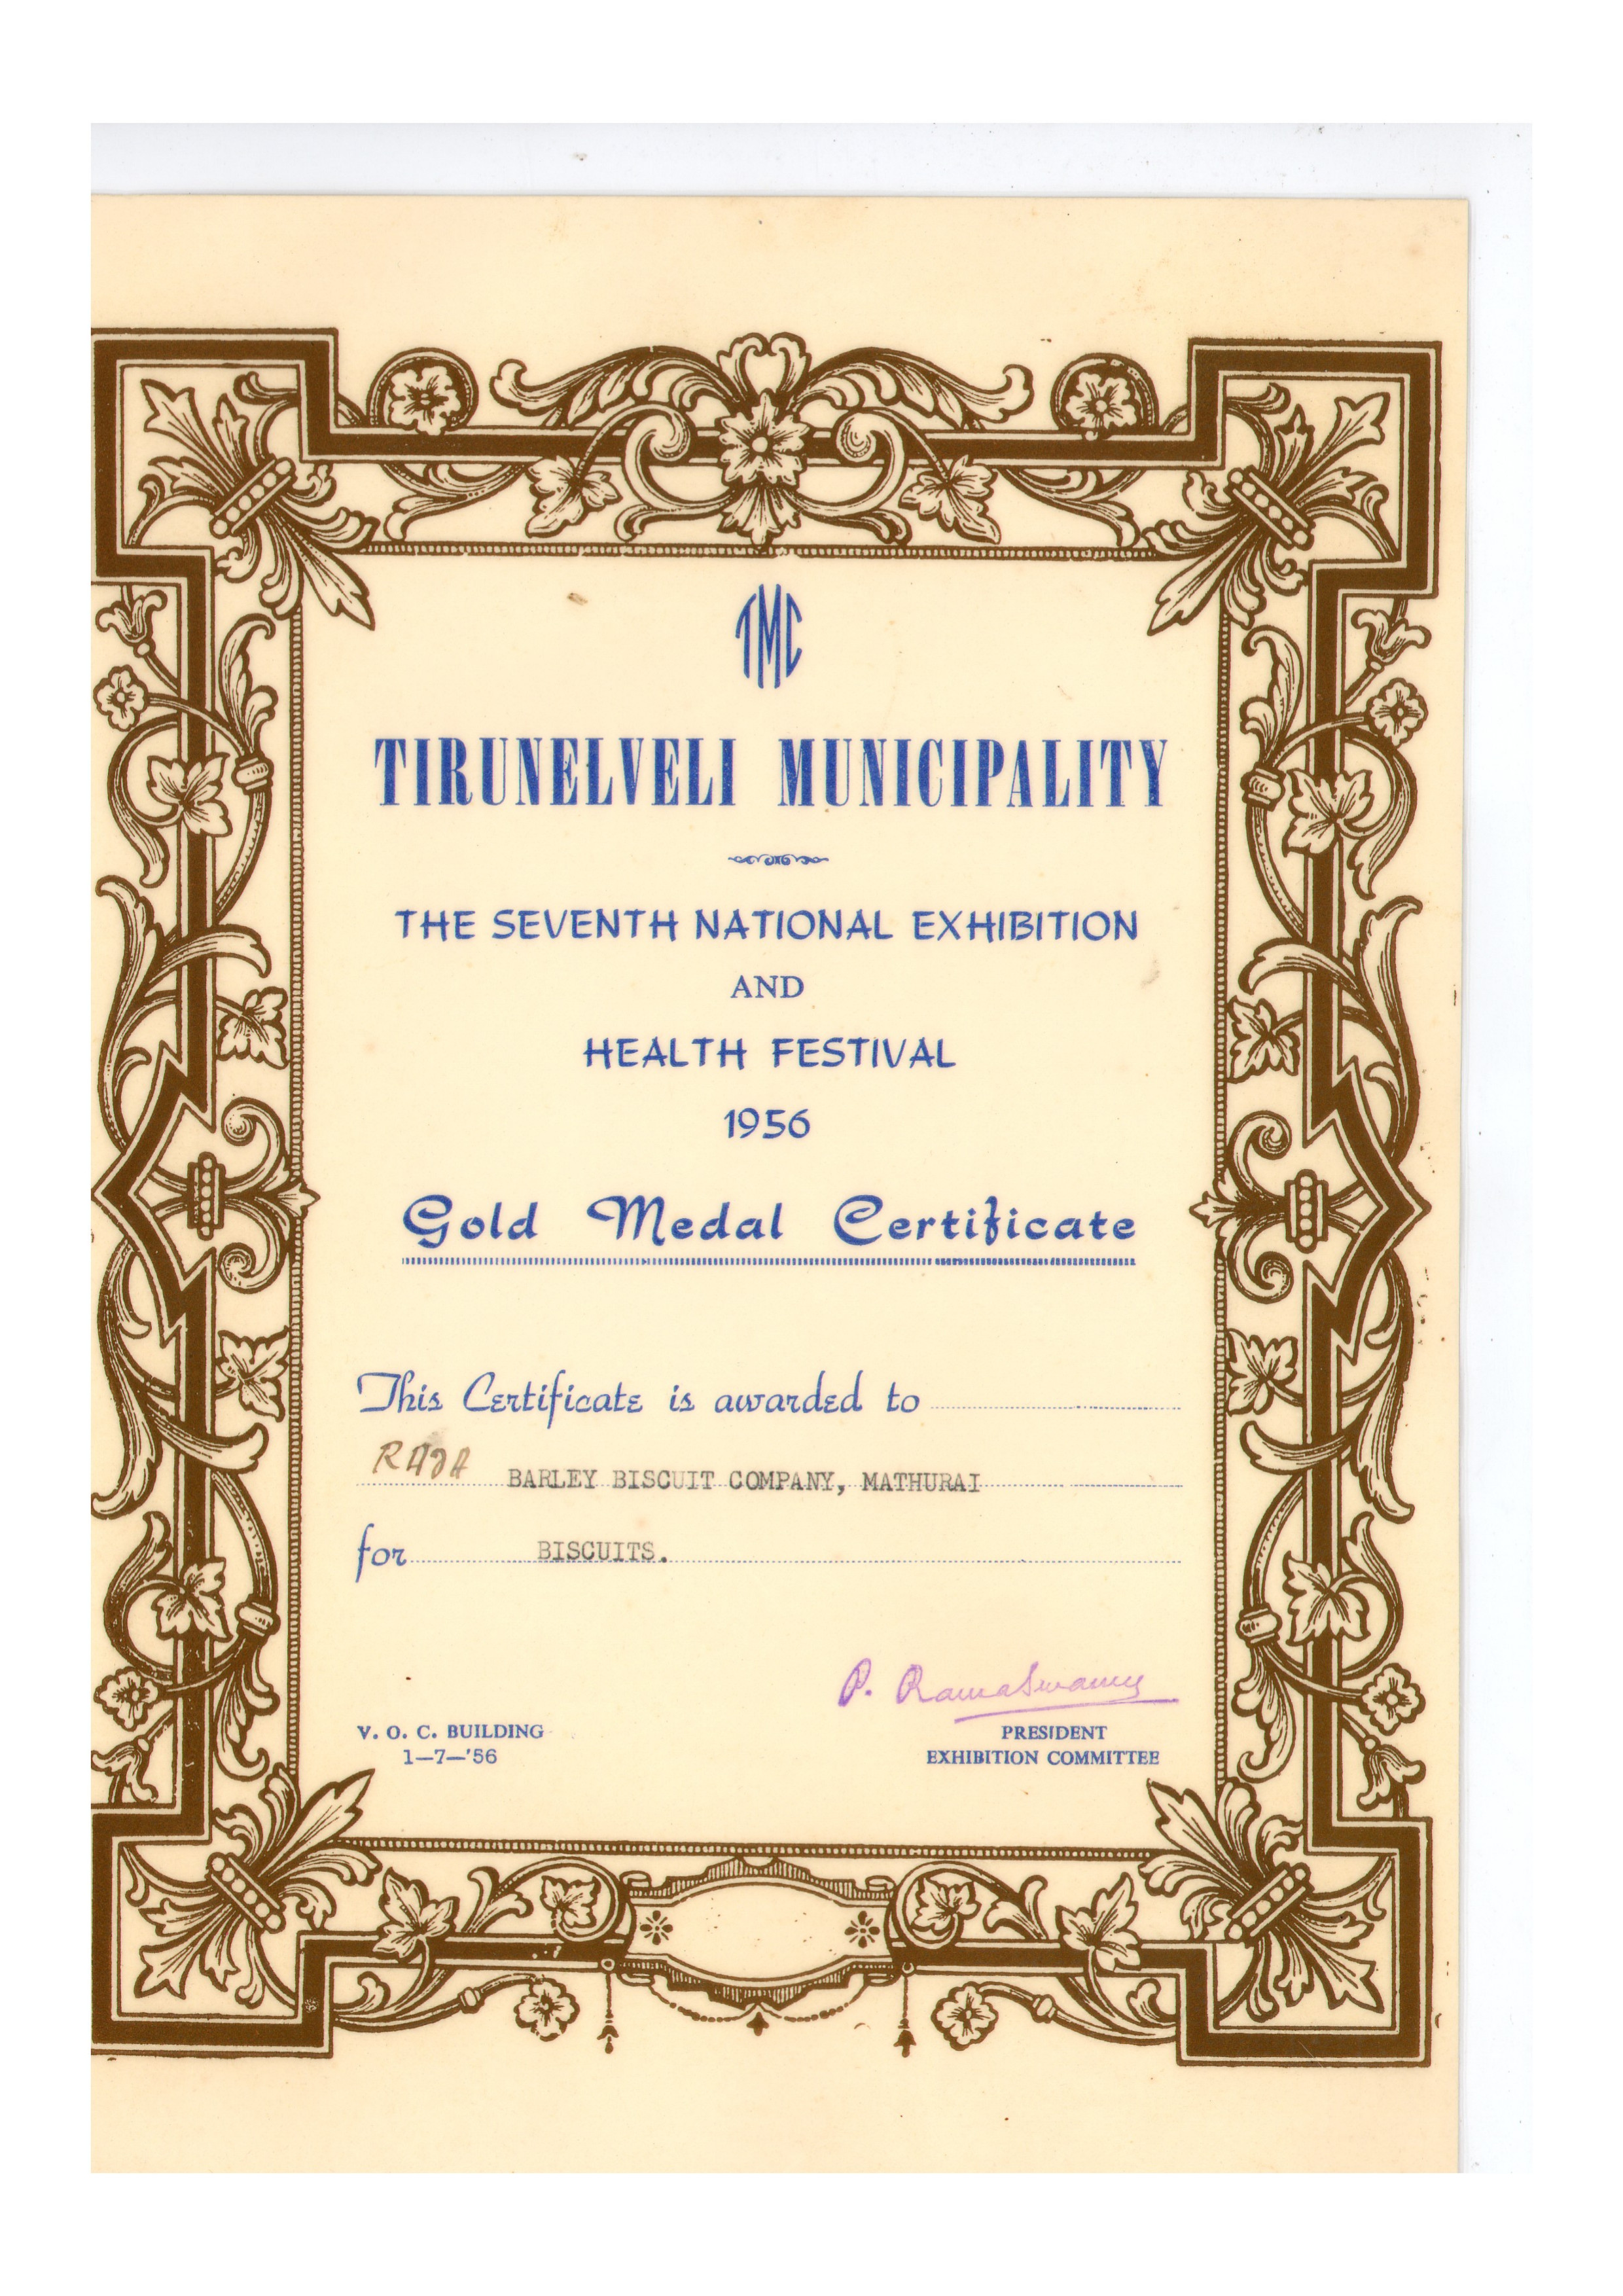 TMC
TIRUNELVELI MUNICIPALITY
THE SEVENTH NATIONAL EXHIBITION
AND
HEALTH FESTIVAL
1956
Gold Medal Certificate
This Certificate is awarded to
RAJA BARLEY BISCUIT COMPANY, MATHURAI
for BISCUITS.
P. Ramaswamy
V. O. C. BUILDING
1—7—'56
PRESIDENT
EXHIBITION COMMITTEE